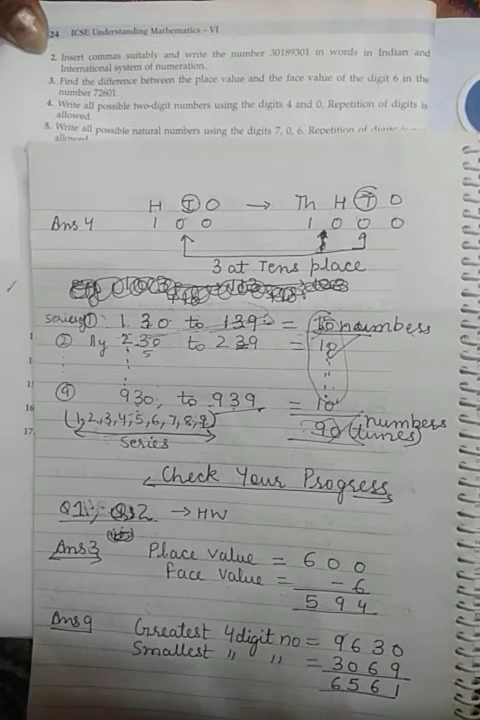 24 ICSE Understanding Mathematics – VI
2. Insert commas suitably and write the number 30189301 in words in Indian and
International system of numeration.
3. Find the difference between the place value and the face value of the digit 6 in the
number 72601.
4. Write all possible two-digit numbers using the digits 4 and 0. Repetition of digits is
allowed.
5. Write all possible natural numbers using the digits 7, 0, 6. Repetition of digits is
allowed.
H T O → Th H T O
Ans 4 1 0 0 1 0 0 0
3 at Tens place
series ①: 130 to 139 = 10 numbers
② 230 to 239 = 10
⑨ 930, to 939 = 10
(1,2,3,4,5,6,7,8,9) 90 (numbers
times)
series
Check Your Progress
Q1, Q2 → HW
Ans 3 Place value = 600
Face value = - 6
594
Ans 9 Greatest 4 digit no = 9630
Smallest " " = 3069
6561
1
1
15
16
17.